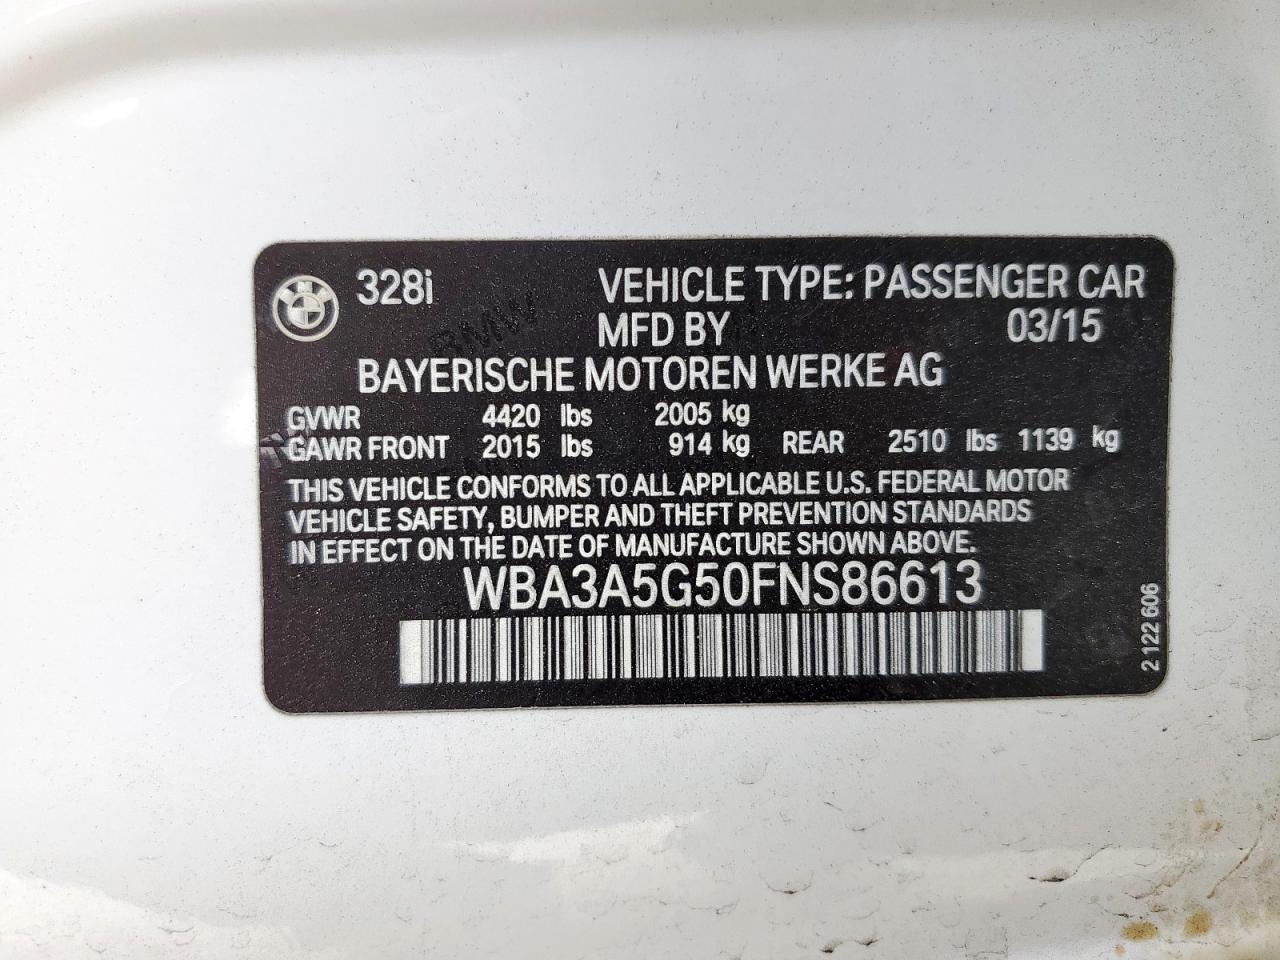 328i VEHICLE TYPE: PASSENGER CAR
MFD BY 03/15
BAYERISCHE MOTOREN WERKE AG
GVWR 4420 lbs 2005 kg
GAWR FRONT 2015 lbs 914 kg REAR 2510 lbs 1139 kg
THIS VEHICLE CONFORMS TO ALL APPLICABLE U.S. FEDERAL MOTOR
VEHICLE SAFETY, BUMPER AND THEFT PREVENTION STANDARDS
IN EFFECT ON THE DATE OF MANUFACTURE SHOWN ABOVE.
WBA3A5G50FNS86613
2 122 606